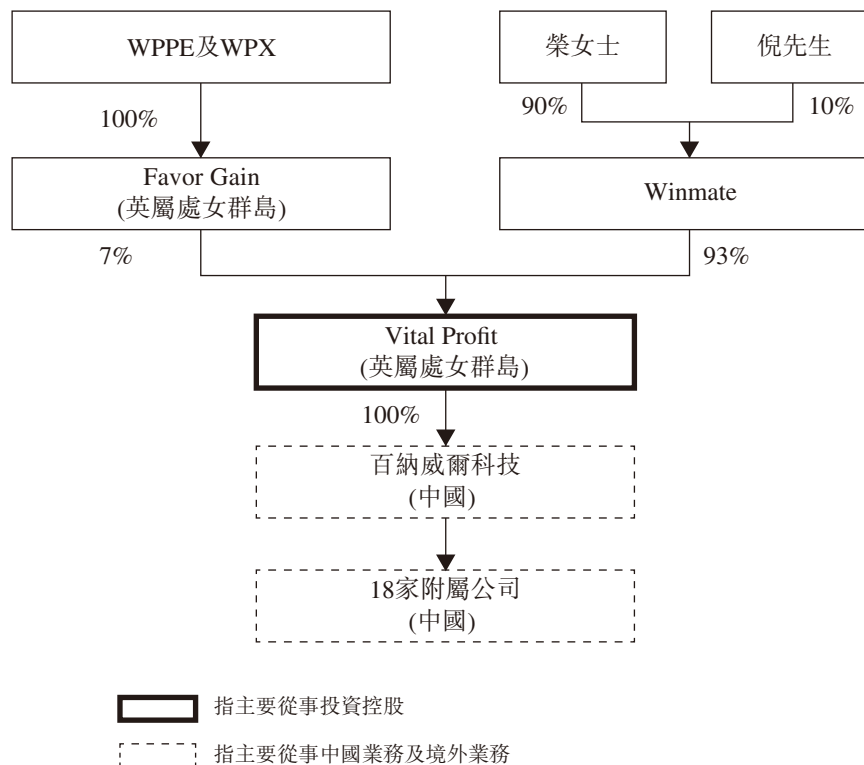 WPPE及WPX
榮女士
倪先生
100%
90%
10%
Favor Gain
(英屬處女群島)
Winmate
7%
93%
Vital Profit
(英屬處女群島)
100%
百納威爾科技
(中國)
18家附屬公司
(中國)
指主要從事投資控股
指主要從事中國業務及境外業務